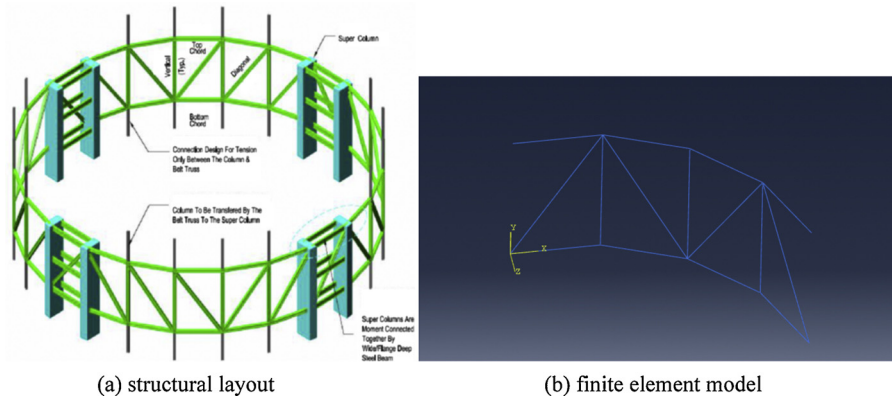 Super Column
Top
Chord
Vertical
(Typ.)
Diagonal
Bottom
Chord
Connection Design For Tension
Only Between The Column &
Belt Truss
Column To Be Transfered By The
Belt Truss To The Super Column
Super Columns Are
Moment Connected
Together By
Wide/Flange Deep
Steel Beam
Y
X
Z
(a) structural layout
(b) finite element model